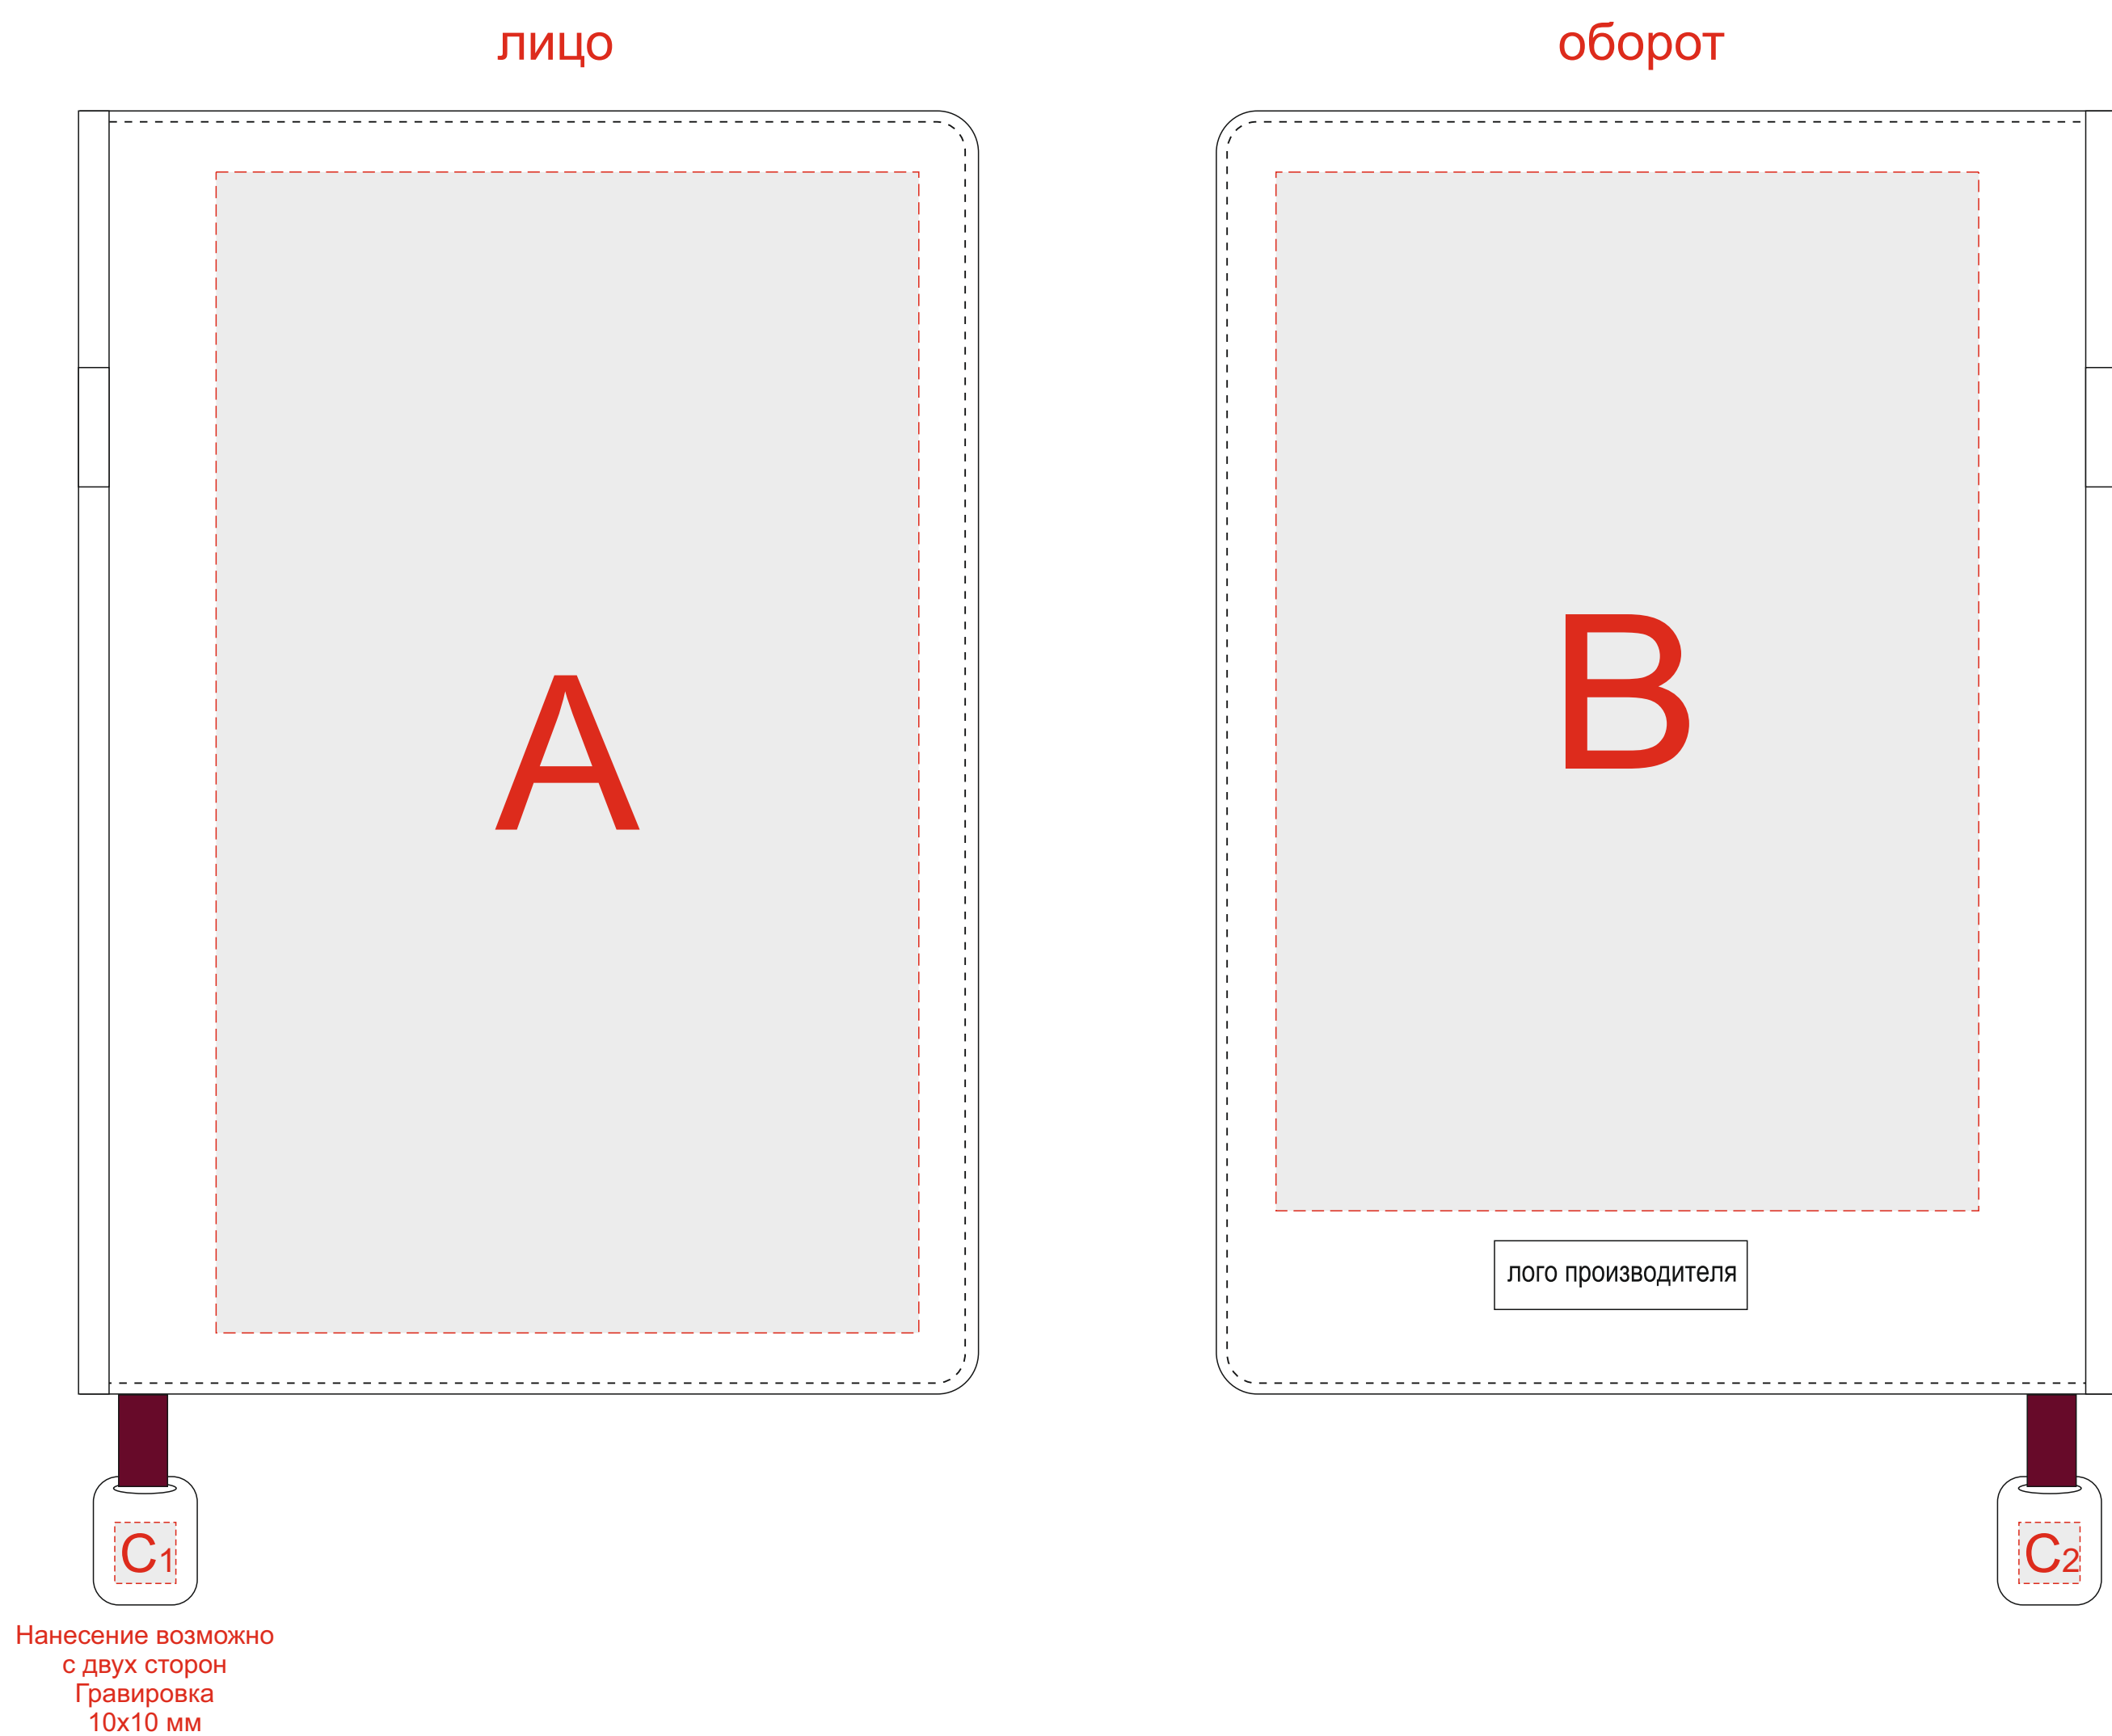 лицо
оборот
A
B
лого производителя
C1
C2
Нанесение возможно
с двух сторон
Гравировка
10x10 мм